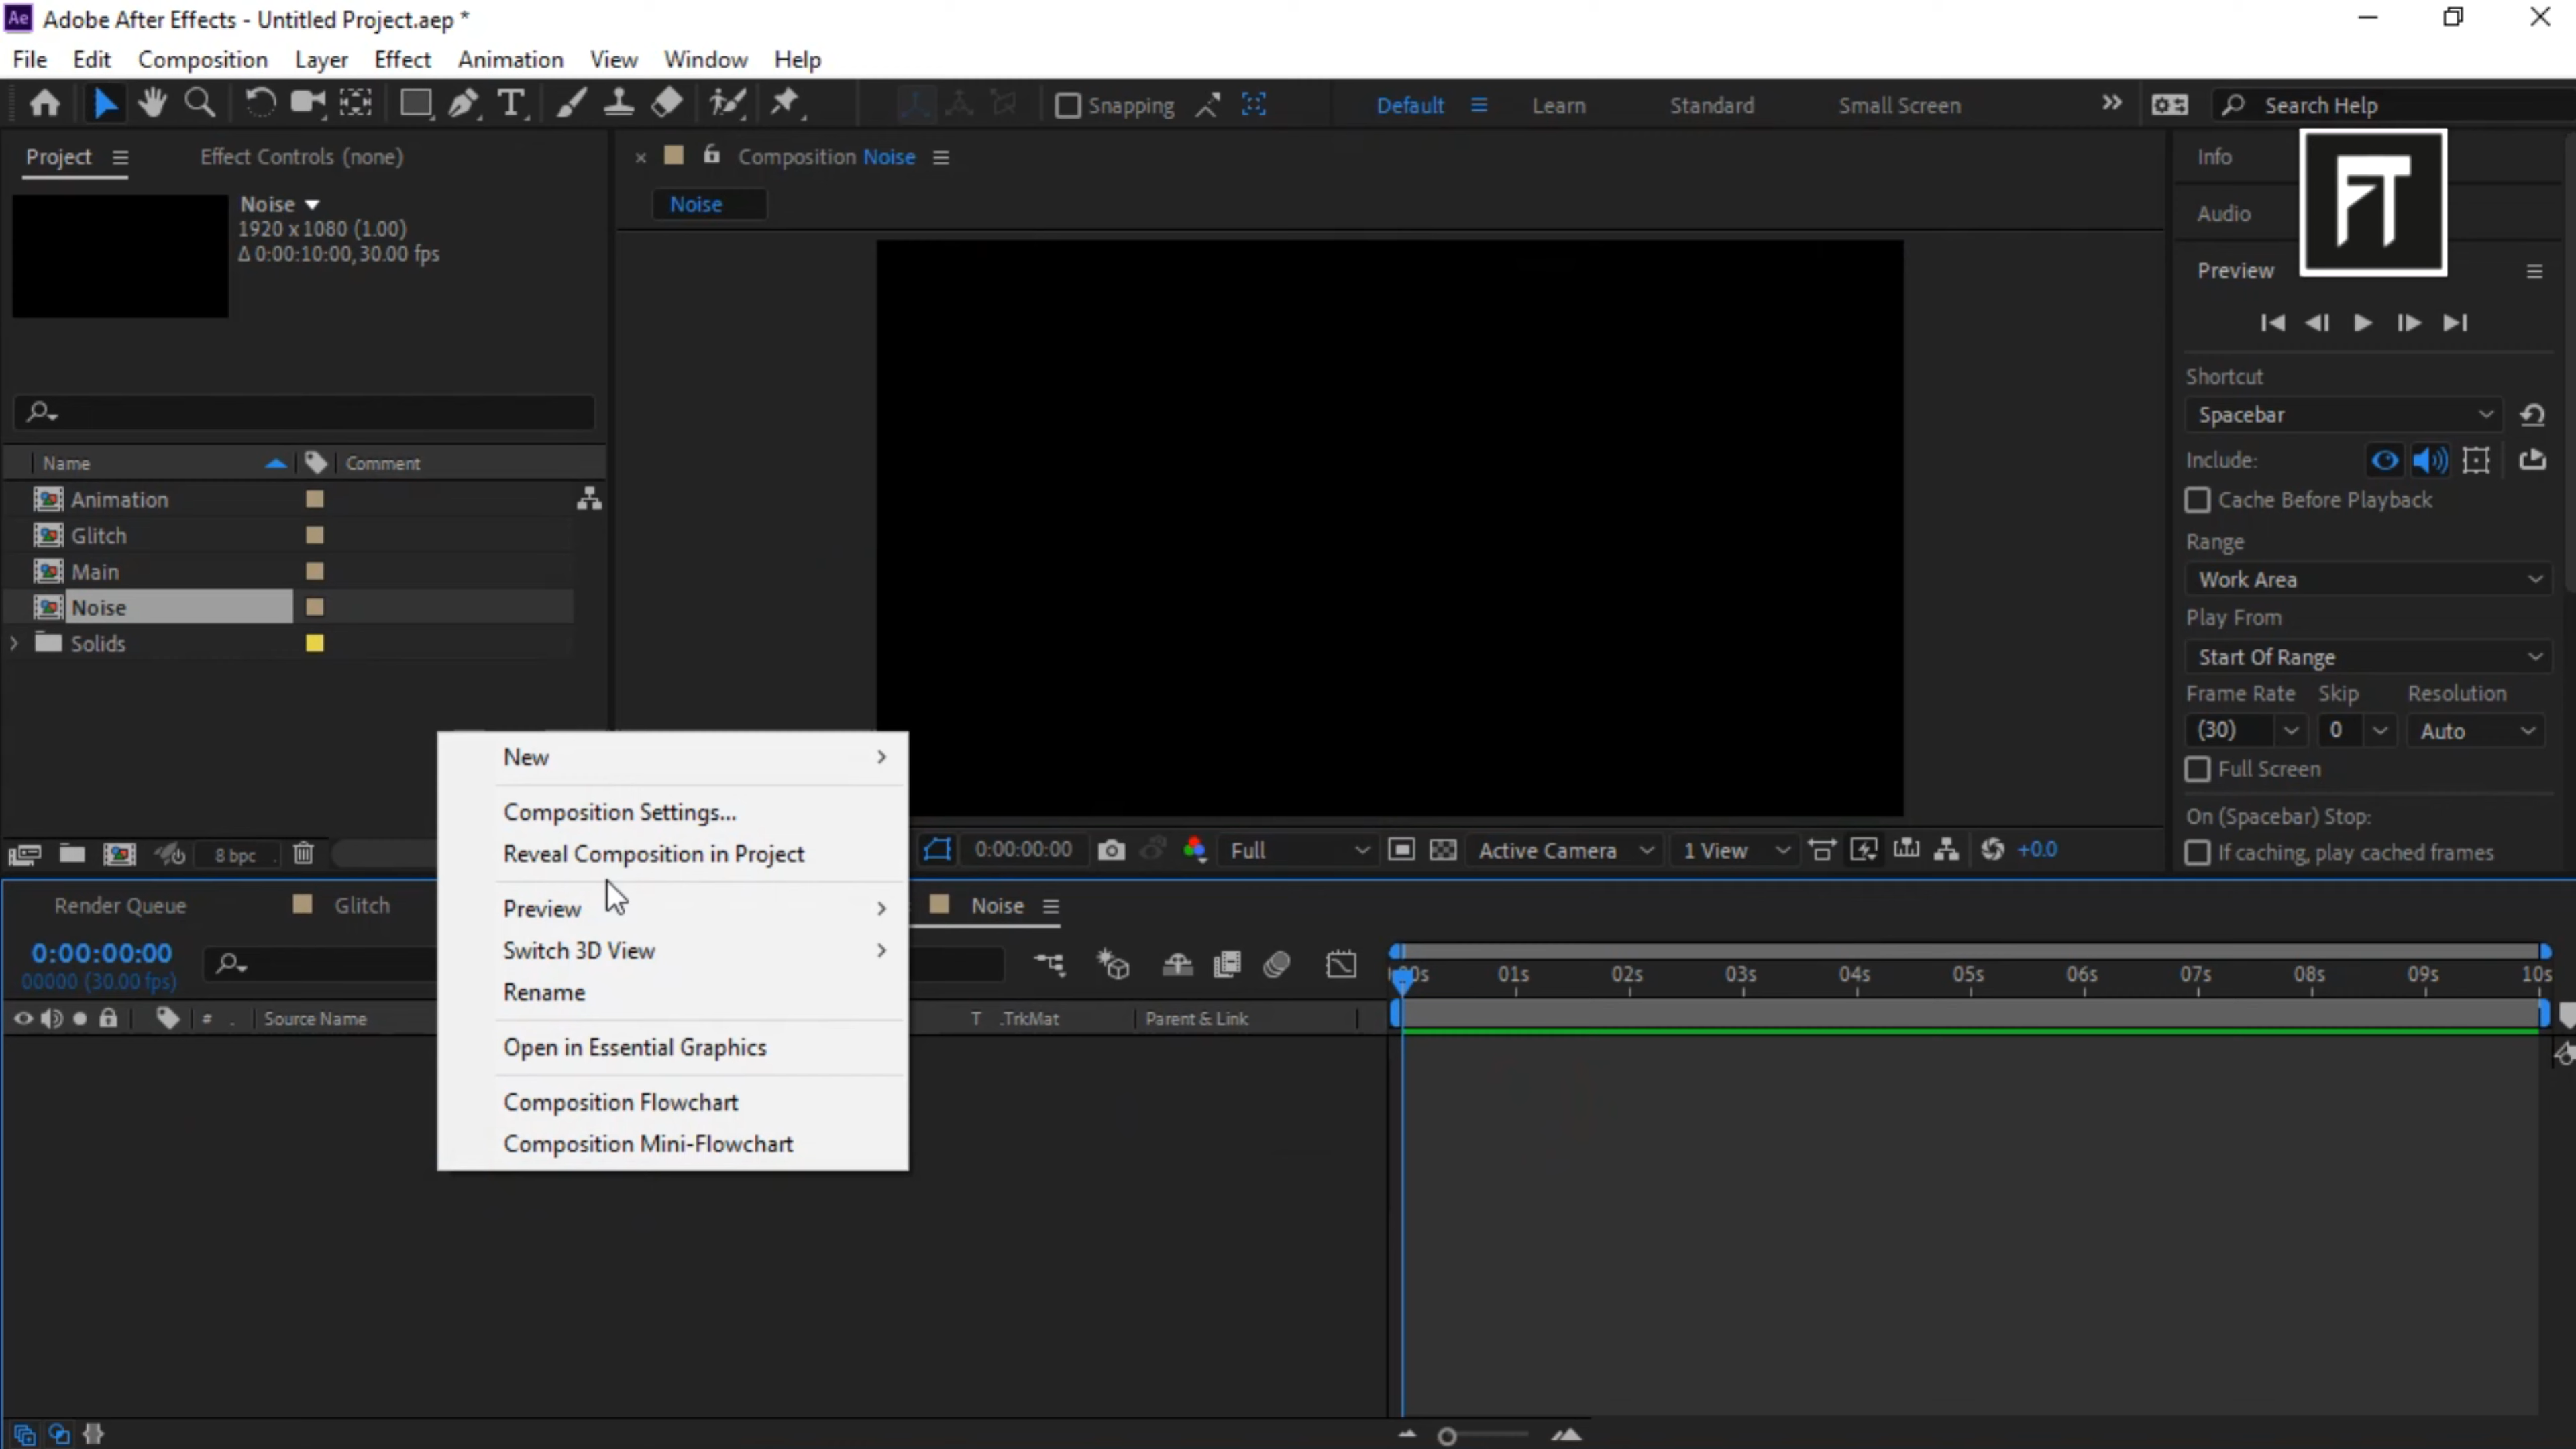 Ae Adobe After Effects - Untitled Project.aep *
File Edit Composition Layer Effect Animation View Window Help
T Snapping Default Learn Standard Small Screen Search Help
Project Effect Controls (none) Composition Noise Info
FT
Noise Audio
Noise
1920 x 1080 (1.00)
Δ 0:00:10:00, 30.00 fps
Preview
Shortcut
Spacebar
Include:
Cache Before Playback
Range
Work Area
Play From
Start Of Range
Frame Rate Skip Resolution
(30) 0 Auto
Full Screen
On (Spacebar) Stop:
If caching, play cached frames
Name Comment
Animation
Glitch
Main
Noise
Solids
New
Composition Settings...
Reveal Composition in Project
Preview
Switch 3D View
Rename
Open in Essential Graphics
Composition Flowchart
Composition Mini-Flowchart
8 bpc 0:00:00:00 Full Active Camera 1 View +0.0
Render Queue Glitch Noise
0:00:00:00
00000 (30.00 fps)
00s 01s 02s 03s 04s 05s 06s 07s 08s 09s 10s
# . Source Name T .TrkMat Parent & Link